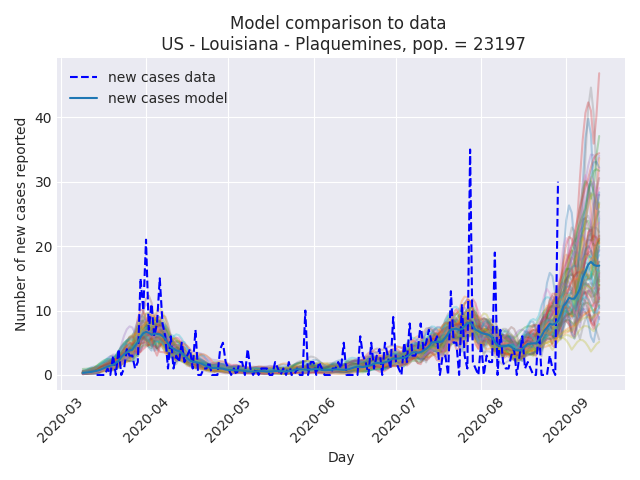 Model comparison to data
US - Louisiana - Plaquemines, pop. = 23197
new cases data
new cases model
Number of new cases reported
40
30
20
10
0
2020-03
2020-04
2020-05
2020-06
2020-07
2020-08
2020-09
Day